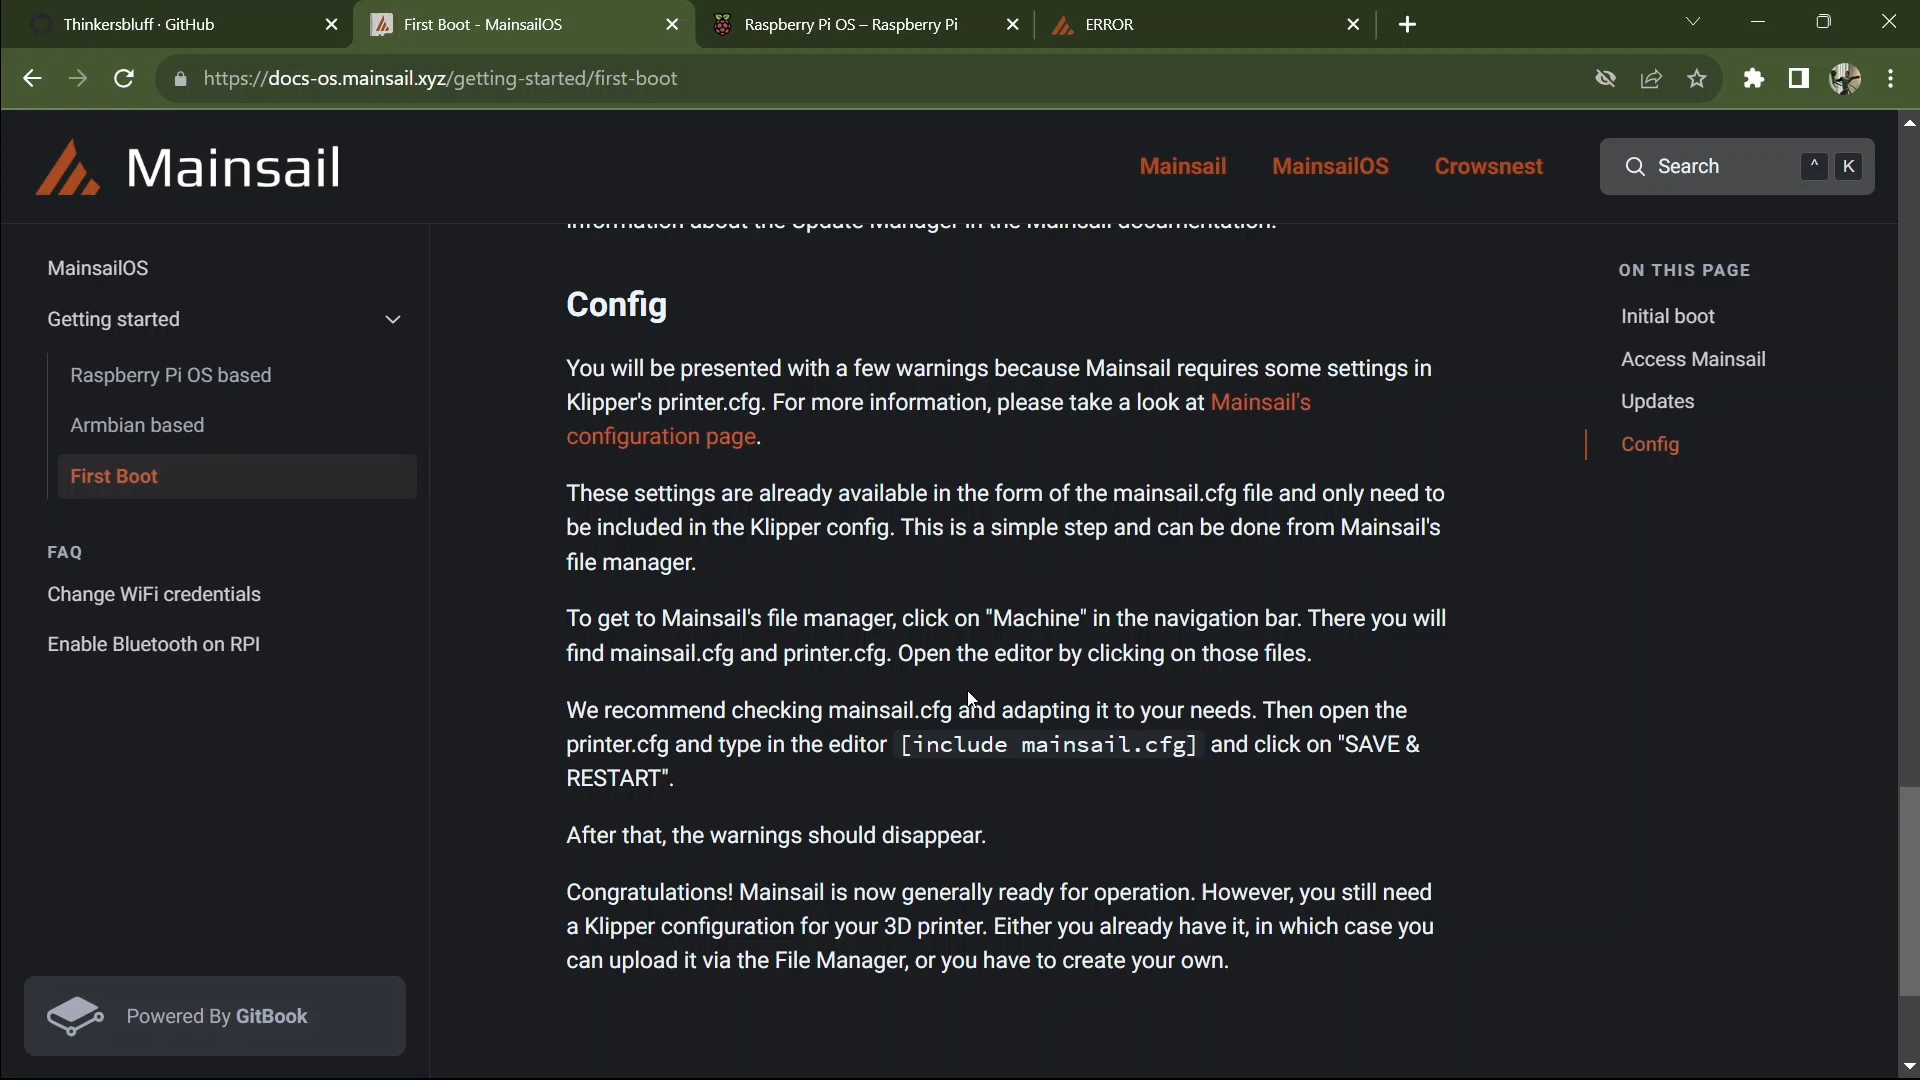 Thinkersbluff · GitHub
First Boot - MainsailOS
Raspberry Pi OS – Raspberry Pi
ERROR
https://docs-os.mainsail.xyz/getting-started/first-boot
Mainsail
Mainsail
MainsailOS
Crowsnest
Search
^
K
MainsailOS
Getting started
Raspberry Pi OS based
Armbian based
First Boot
FAQ
Change WiFi credentials
Enable Bluetooth on RPI
Powered By GitBook
information about the Update Manager in the Mainsail documentation.
Config
You will be presented with a few warnings because Mainsail requires some settings in
Klipper's printer.cfg. For more information, please take a look at Mainsail's
configuration page.
These settings are already available in the form of the mainsail.cfg file and only need to
be included in the Klipper config. This is a simple step and can be done from Mainsail's
file manager.
To get to Mainsail's file manager, click on "Machine" in the navigation bar. There you will
find mainsail.cfg and printer.cfg. Open the editor by clicking on those files.
We recommend checking mainsail.cfg and adapting it to your needs. Then open the
printer.cfg and type in the editor [include mainsail.cfg] and click on "SAVE &
RESTART".
After that, the warnings should disappear.
Congratulations! Mainsail is now generally ready for operation. However, you still need
a Klipper configuration for your 3D printer. Either you already have it, in which case you
can upload it via the File Manager, or you have to create your own.
ON THIS PAGE
Initial boot
Access Mainsail
Updates
Config